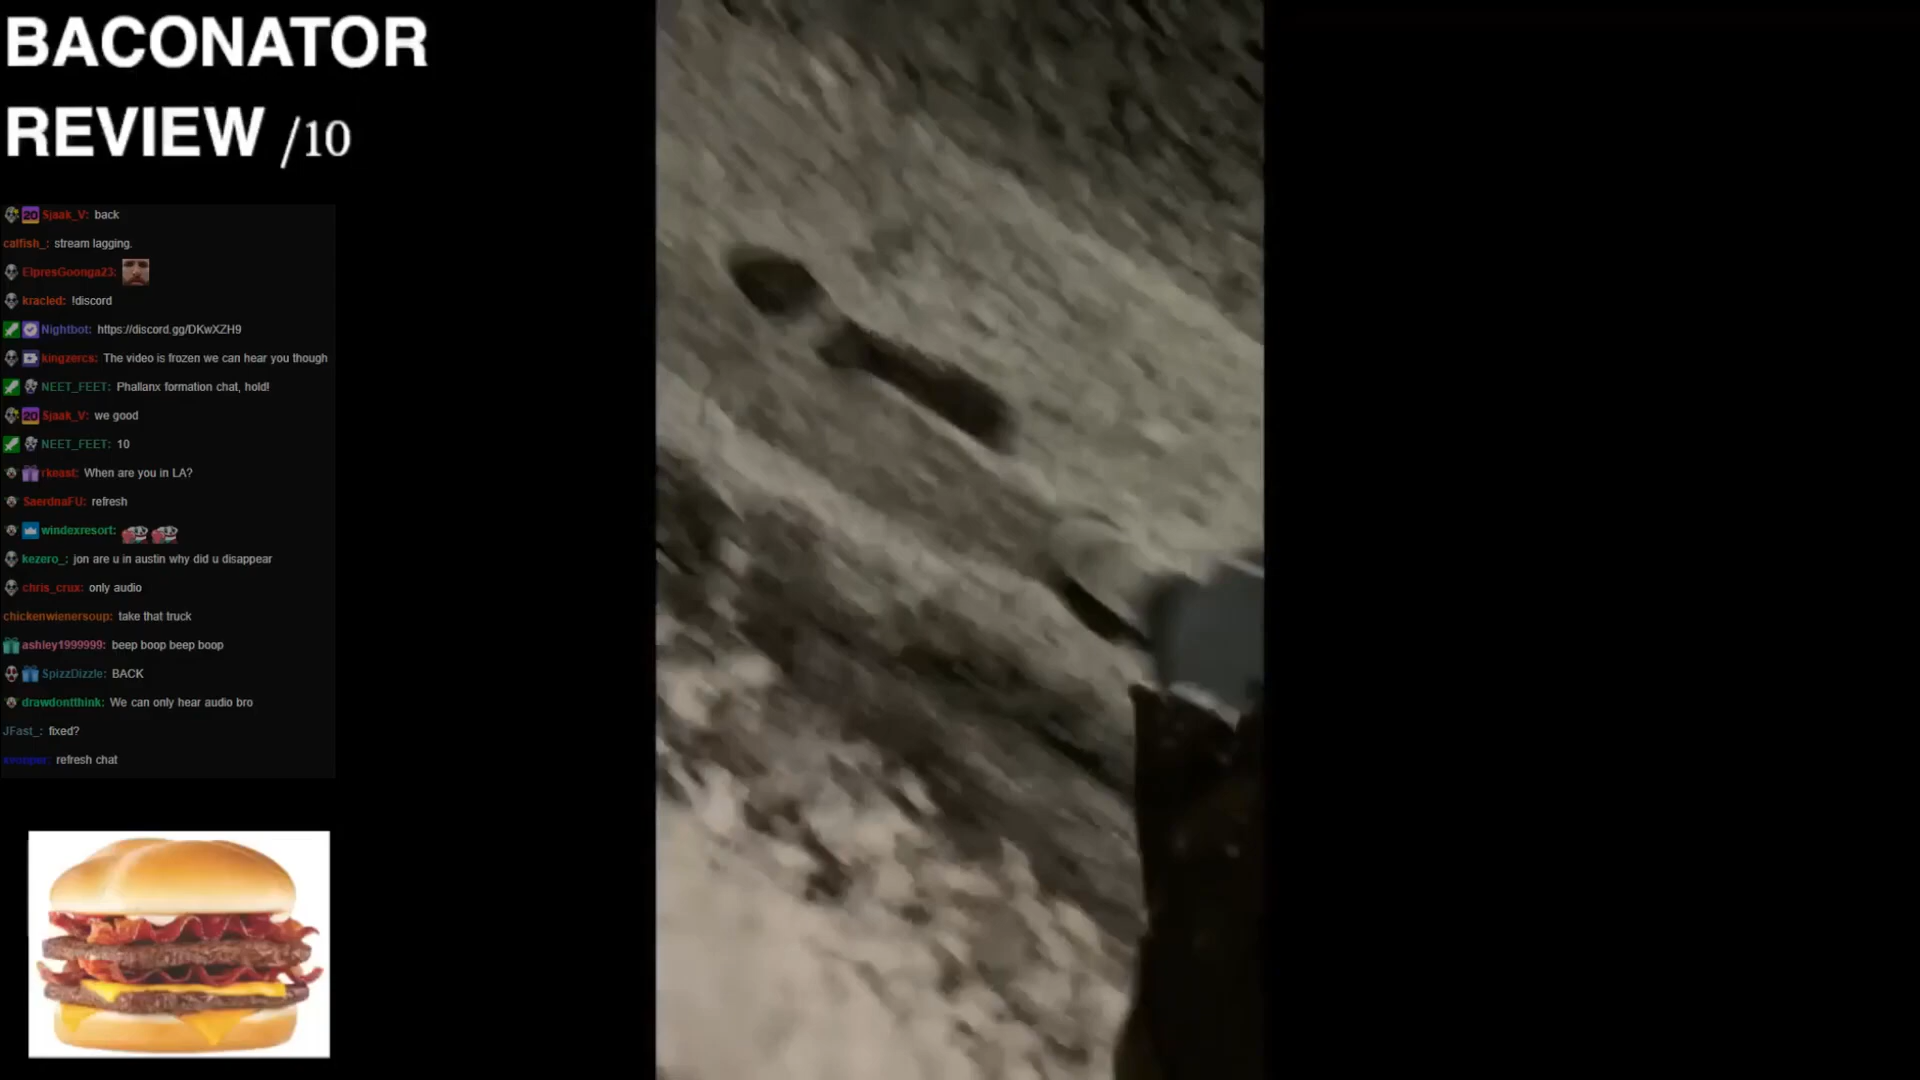 BACONATOR
REVIEW /10
20 Sjaak_V: back
calfish_: stream lagging.
ElpresGoonga23:
kracled: !discord
Nightbot: https://discord.gg/DKwXZH9
kingzercs: The video is frozen we can hear you though
NEET_FEET: Phallanx formation chat, hold!
20 Sjaak_V: we good
NEET_FEET: 10
rkeast: When are you in LA?
SaerdnaFU: refresh
windexresort:
kezero_: jon are u in austin why did u disappear
chris_crux: only audio
chickenwienersoup: take that truck
ashley1999999: beep boop beep boop
SpizzDizzle: BACK
drawdontthink: We can only hear audio bro
JFast_: fixed?
refresh chat